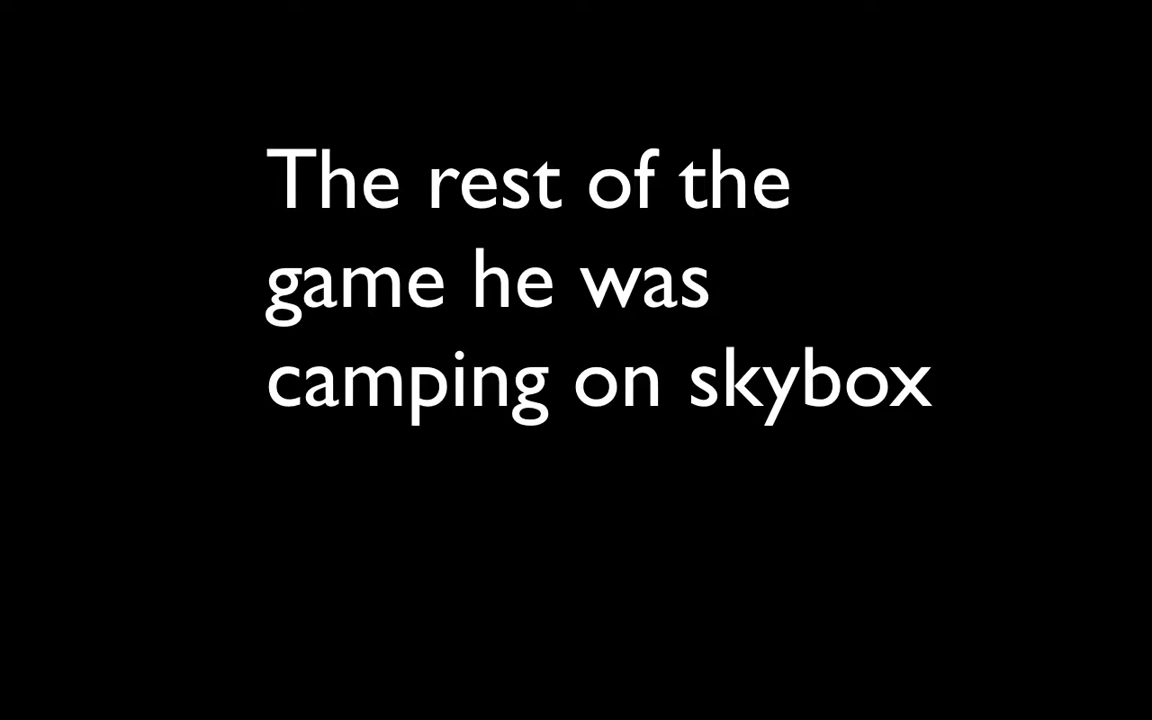 The rest of the
game he was
camping on skybox